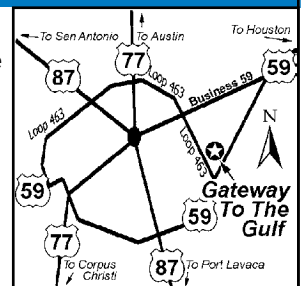 To San Antonio
To Austin
To Houston
77
87
59
Loop 463
Business 59
Loop 463
Loop 463
N
Gateway
To The
Gulf
59
59
77
87
To Corpus
Christi
To Port Lavaca